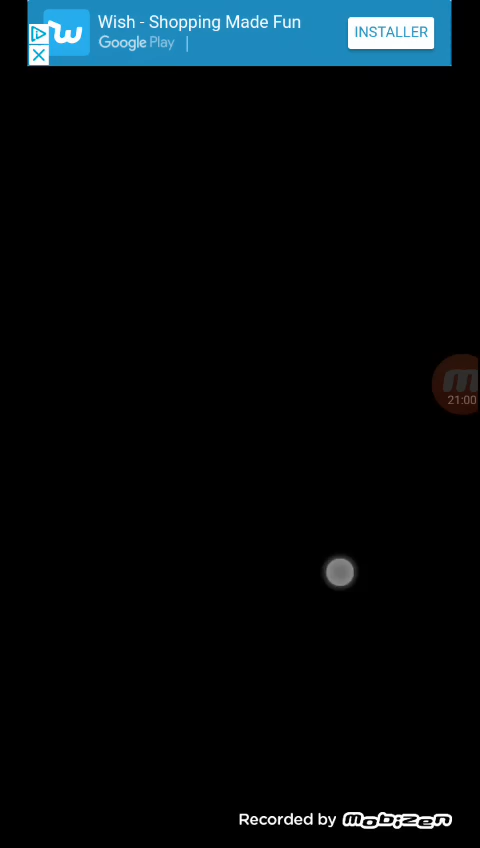 Wish - Shopping Made Fun
Google Play
INSTALLER
21:00
Recorded by Mobizen